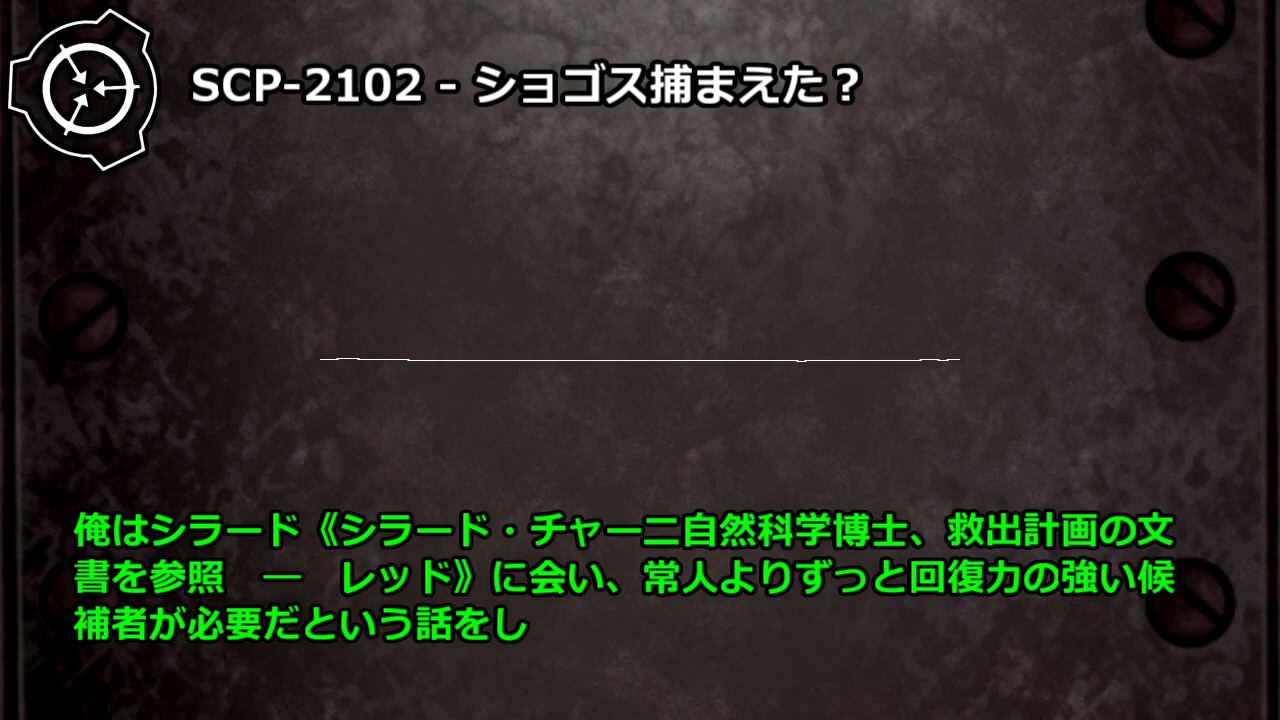 SCP-2102 - ショゴス捕まえた？
俺はシラード《シラード・チャーニ自然科学博士、救出計画の文
書を参照　―　レッド》に会い、常人よりずっと回復力の強い候
補者が必要だという話をし